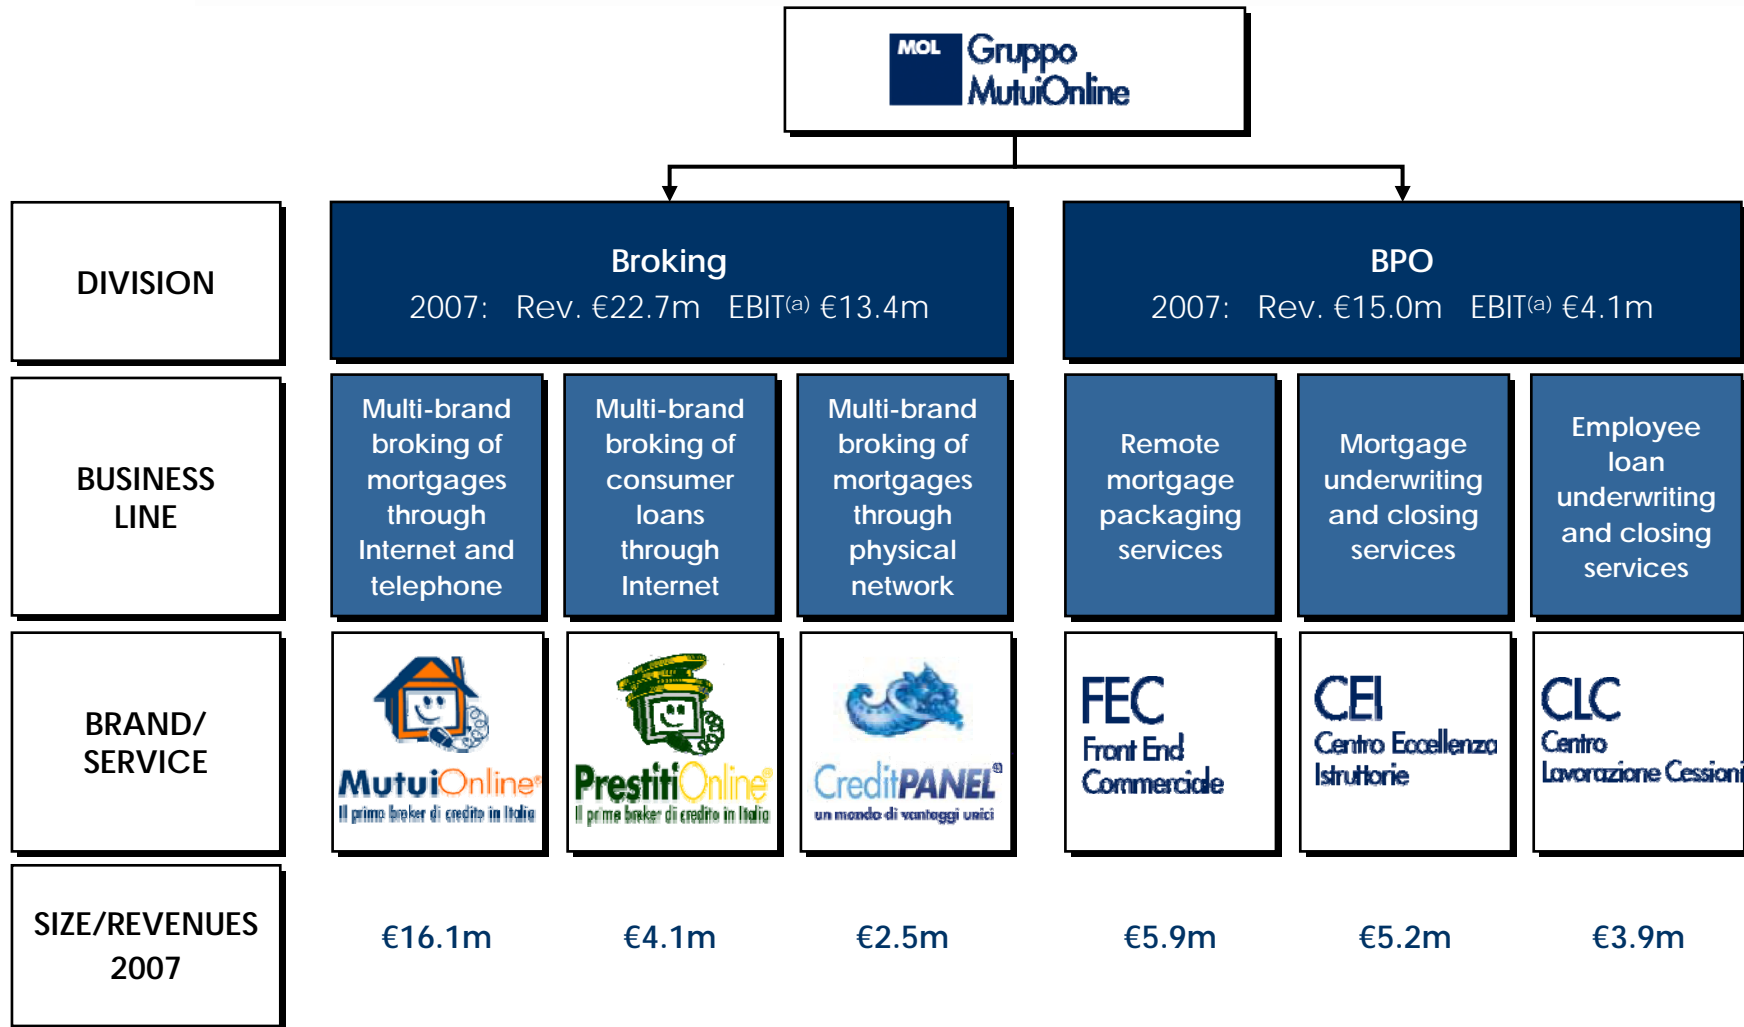 MOL
Gruppo
MutuiOnline
DIVISION
Broking
2007: Rev. €22.7m EBIT(a) €13.4m
BPO
2007: Rev. €15.0m EBIT(a) €4.1m
BUSINESS
LINE
Multi-brand
broking of
mortgages
through
Internet and
telephone
Multi-brand
broking of
consumer
loans
through
Internet
Multi-brand
broking of
mortgages
through
physical
network
Remote
mortgage
packaging
services
Mortgage
underwriting
and closing
services
Employee
loan
underwriting
and closing
services
BRAND/
SERVICE
MutuiOnline®
Il primo broker di credito in Italia
PrestitiOnline®
Il primo broker di credito in Italia
CreditPANEL®
un mondo di vantaggi unici
FEC
Front End
Commerciale
CEI
Centro Eccellenza
Istruttorie
CLC
Centro
Lavorazione Cessioni
SIZE/REVENUES
2007
€16.1m
€4.1m
€2.5m
€5.9m
€5.2m
€3.9m